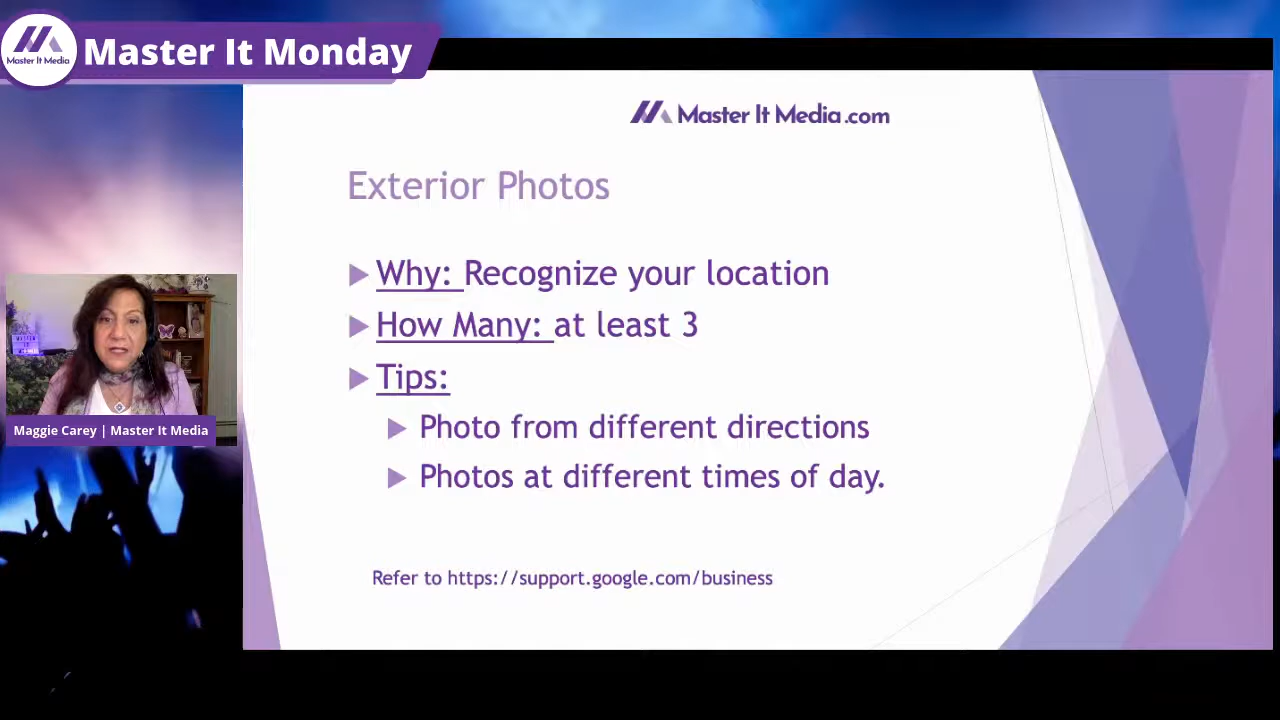 Master It Media
Master It Monday
Master It Media.com
Exterior Photos
Why: Recognize your location
How Many: at least 3
Tips:
Photo from different directions
Photos at different times of day.
Refer to https://support.google.com/business
Maggie Carey | Master It Media